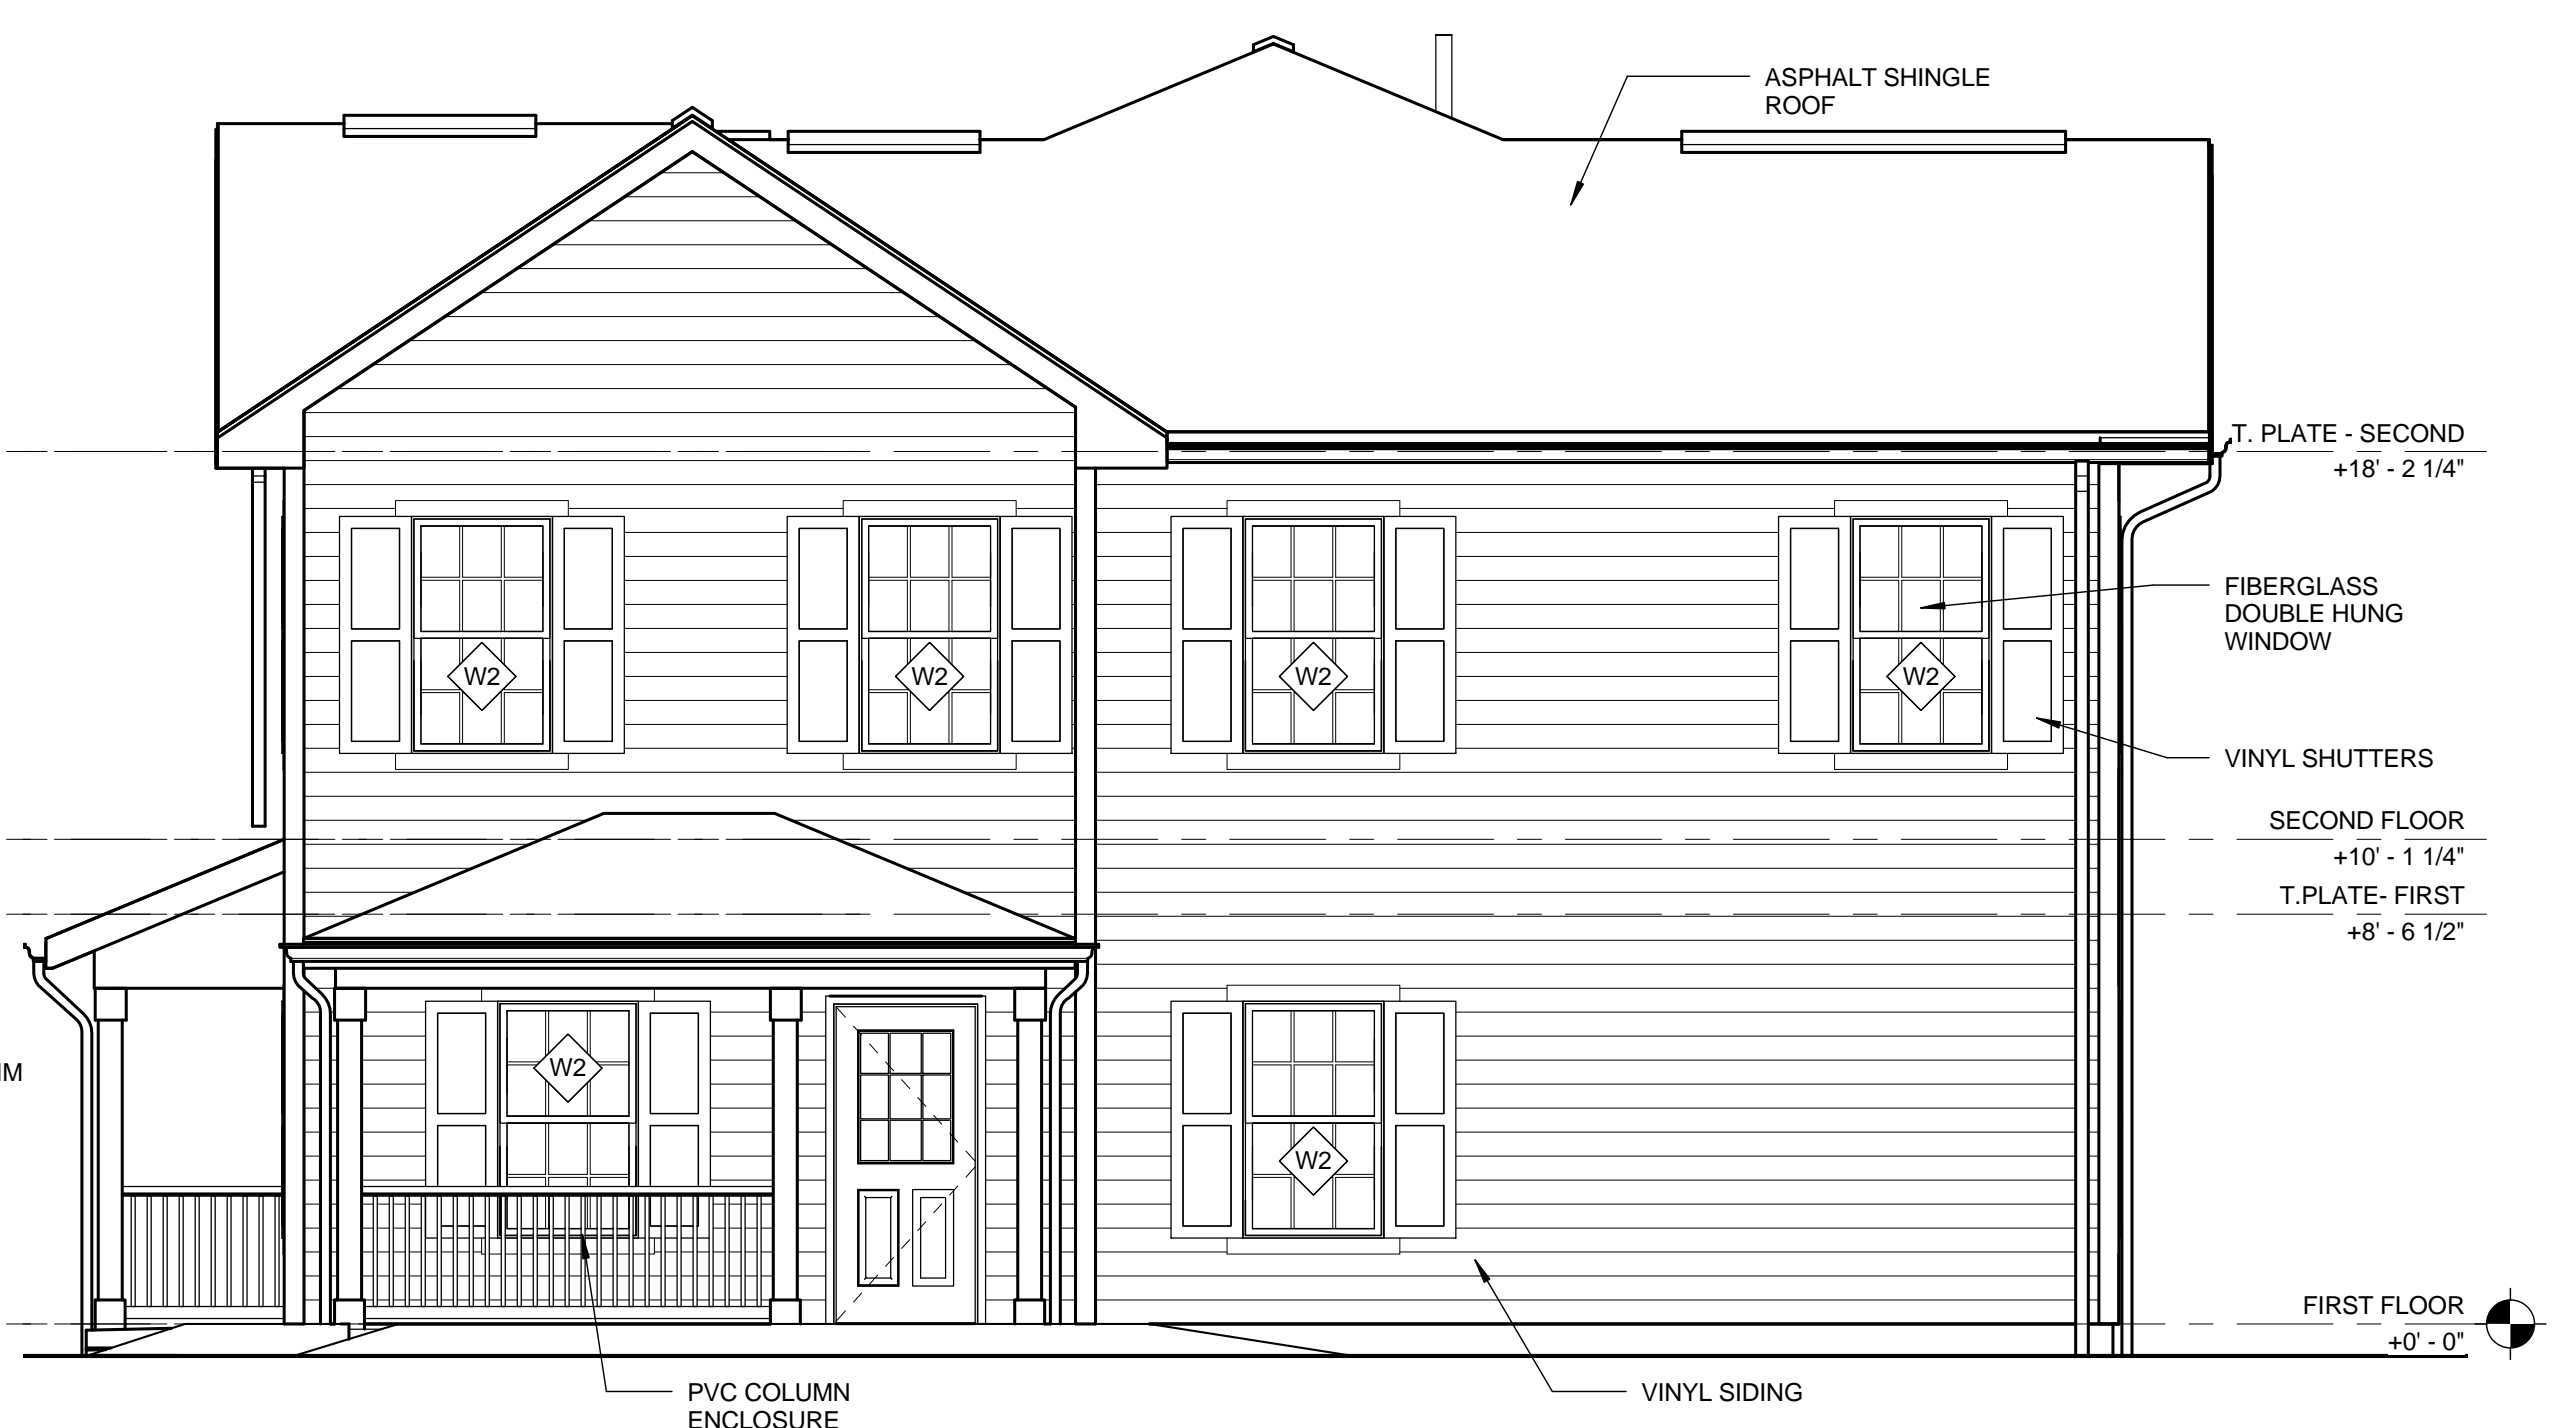 ASPHALT SHINGLE
ROOF
T. PLATE - SECOND
+18' - 2 1/4"
FIBERGLASS
DOUBLE HUNG
WINDOW
W2
W2
W2
W2
VINYL SHUTTERS
SECOND FLOOR
+10' - 1 1/4"
T.PLATE- FIRST
+8' - 6 1/2"
W2
W2
FIRST FLOOR
+0' - 0"
PVC COLUMN
ENCLOSURE
VINYL SIDING